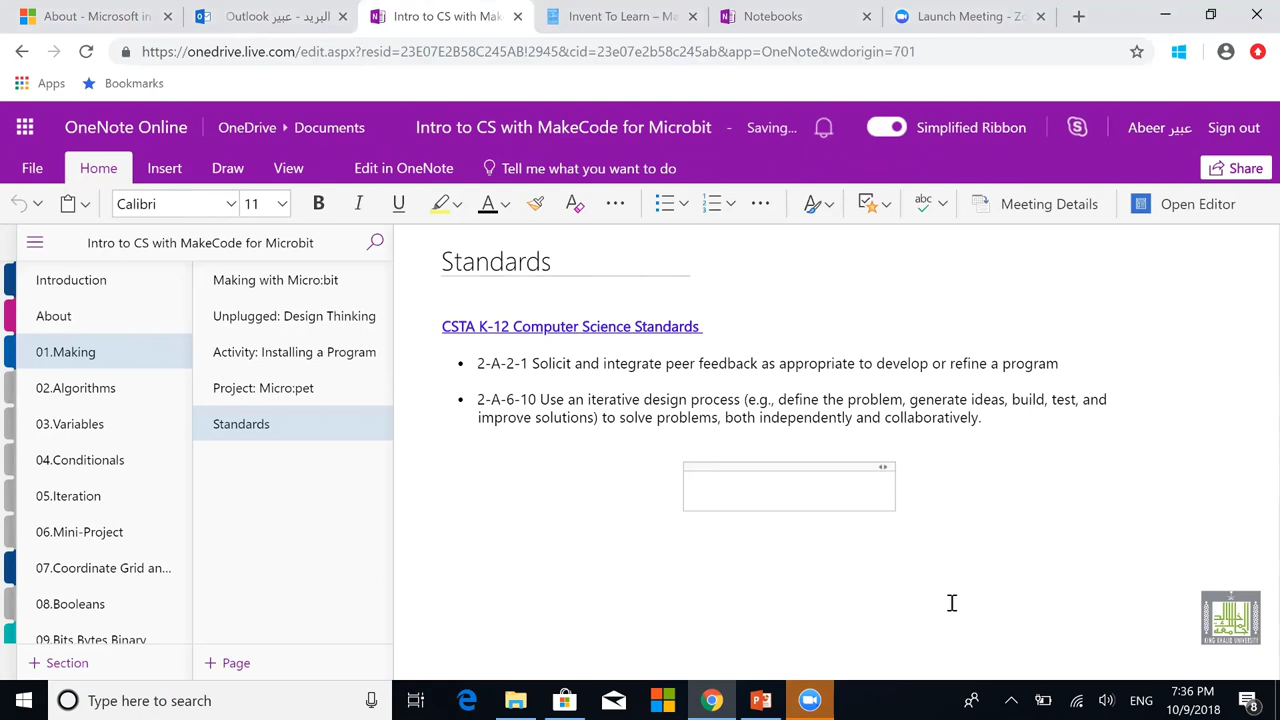 About - Microsoft in
البريد - عبير Outlook
Intro to CS with Mak
Invent To Learn – Ma
Notebooks
Launch Meeting - Zo
https://onedrive.live.com/edit.aspx?resid=23E07E2B58C245AB!2945&cid=23e07e2b58c245ab&app=OneNote&wdorigin=701
Apps
Bookmarks
OneNote Online
OneDrive
Documents
Intro to CS with MakeCode for Microbit - Saving...
Simplified Ribbon
Abeer عبير
Sign out
File
Home
Insert
Draw
View
Edit in OneNote
Tell me what you want to do
Share
Calibri
11
B
I
U
A
abc
Meeting Details
Open Editor
Intro to CS with MakeCode for Microbit
Introduction
About
01.Making
02.Algorithms
03.Variables
04.Conditionals
05.Iteration
06.Mini-Project
07.Coordinate Grid an...
08.Booleans
09.Bits Bytes Binary
+ Section
Making with Micro:bit
Unplugged: Design Thinking
Activity: Installing a Program
Project: Micro:pet
Standards
+ Page
Standards
CSTA K-12 Computer Science Standards
• 2-A-2-1 Solicit and integrate peer feedback as appropriate to develop or refine a program
• 2-A-6-10 Use an iterative design process (e.g., define the problem, generate ideas, build, test, and
improve solutions) to solve problems, both independently and collaboratively.
KING KHALID UNIVERSITY
Type here to search
ENG
7:36 PM
10/9/2018
8